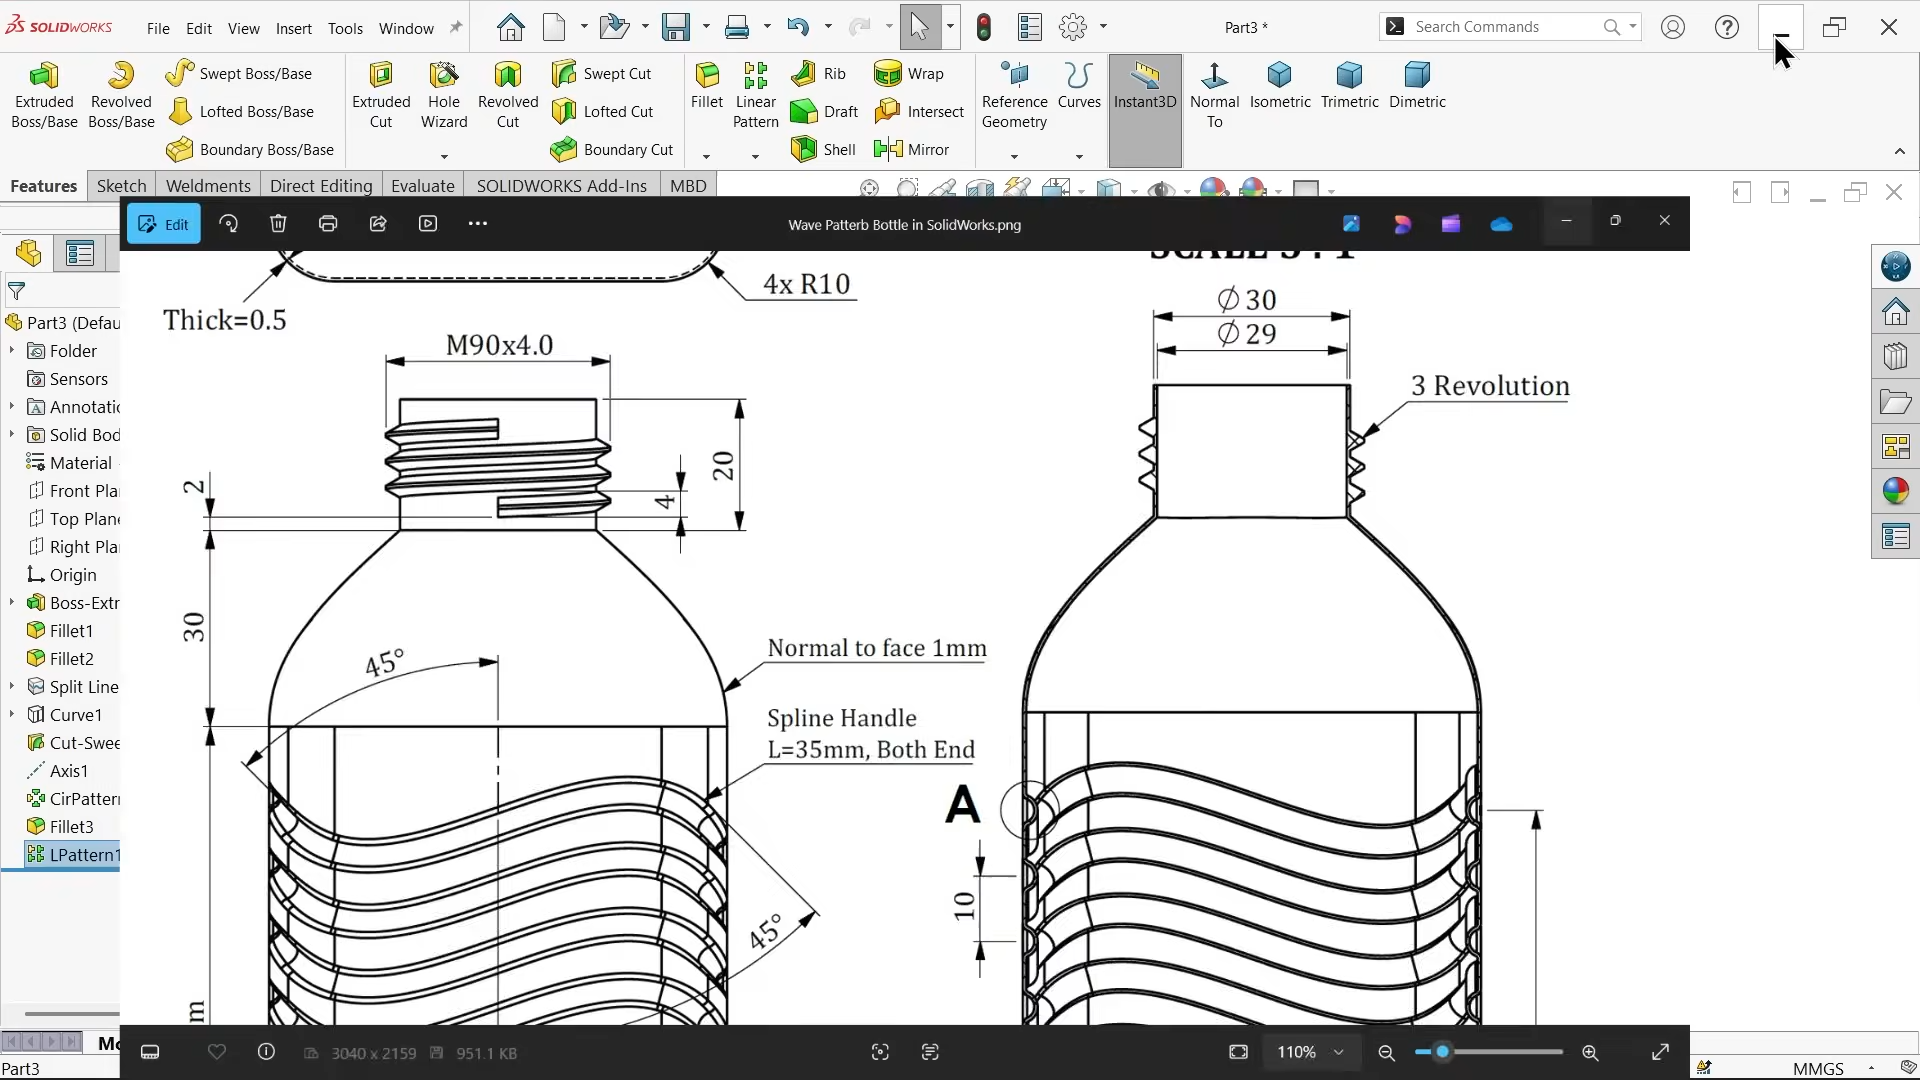 SOLIDWORKS File Edit View Insert Tools Window Part3 * Search Commands
Extruded Boss/Base
Revolved Boss/Base
Swept Boss/Base
Lofted Boss/Base
Boundary Boss/Base
Extruded Cut
Hole Wizard
Revolved Cut
Swept Cut
Lofted Cut
Boundary Cut
Fillet
Linear Pattern
Rib
Draft
Shell
Wrap
Intersect
Mirror
Reference Geometry
Curves
Instant3D
Normal To
Isometric
Trimetric
Dimetric
Features Sketch Weldments Direct Editing Evaluate SOLIDWORKS Add-Ins MBD
Edit Wave Patterb Bottle in SolidWorks.png
Part3 (Defau
Folder
Sensors
Annotatio
Solid Bod
Material
Front Pla
Top Plane
Right Pla
Origin
Boss-Extr
Fillet1
Fillet2
Split Line
Curve1
Cut-Swee
Axis1
CirPatter
Fillet3
LPattern1
SCALE 5 : 1
4x R10
Thick=0.5
M90x4.0
20
4
2
30
45°
Normal to face 1mm
Spline Handle
L=35mm, Both End
45°
m
∅ 30
∅ 29
3 Revolution
A
10
3040 x 2159 951.1 KB 110%
Mo
Part3 MMGS